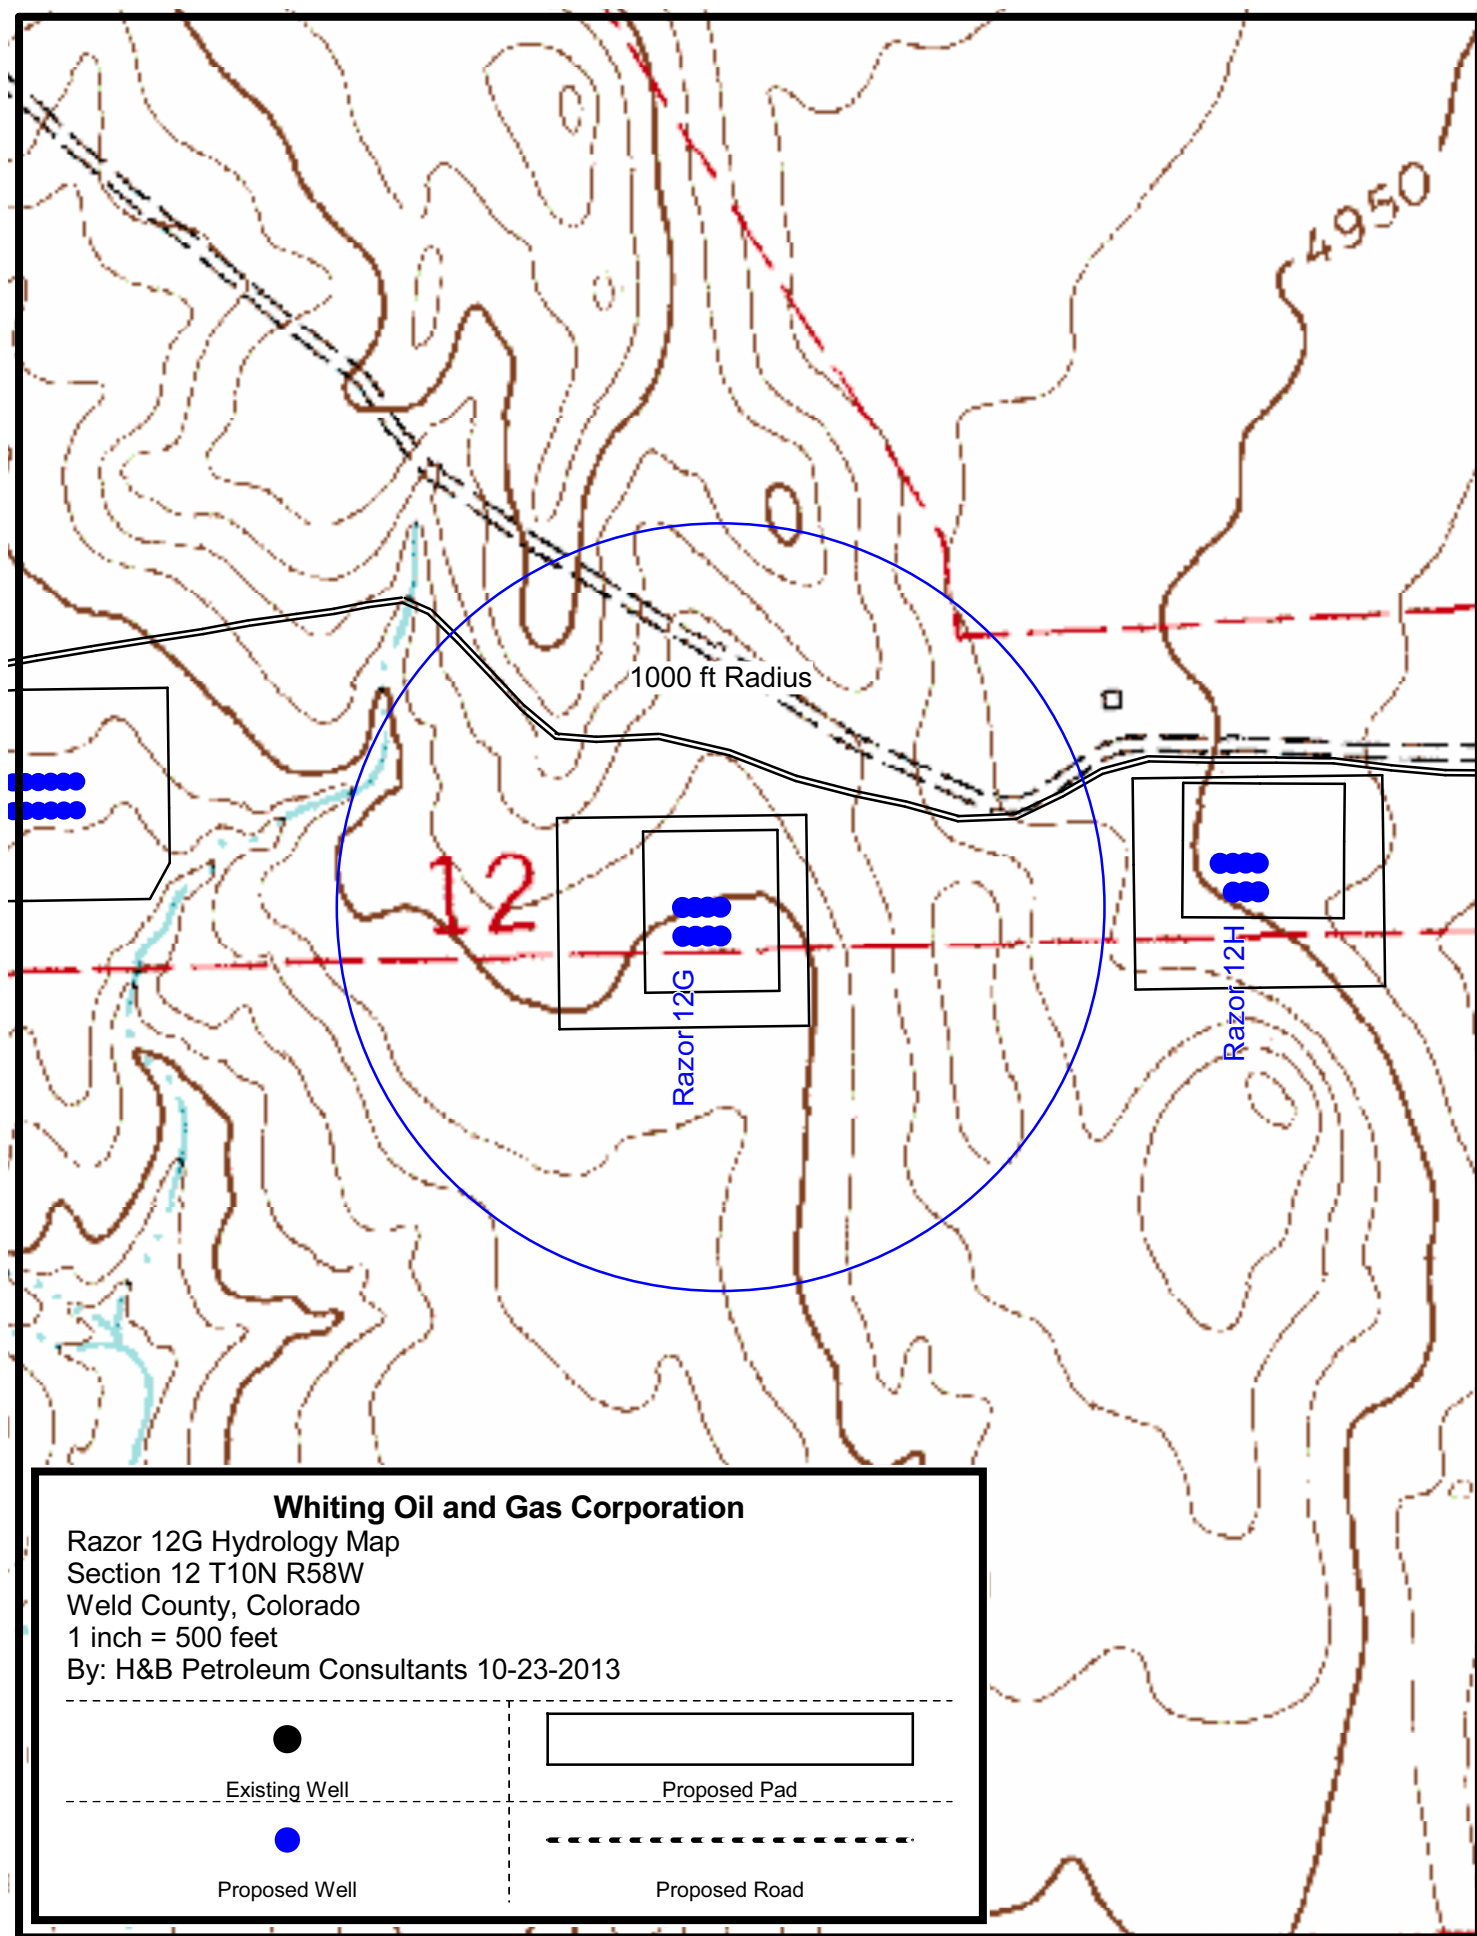 4950
1000 ft Radius
12
Razor 12G
Razor 12H
Whiting Oil and Gas Corporation
Razor 12G Hydrology Map
Section 12 T10N R58W
Weld County, Colorado
1 inch = 500 feet
By: H&B Petroleum Consultants 10-23-2013
Existing Well
Proposed Pad
Proposed Well
Proposed Road